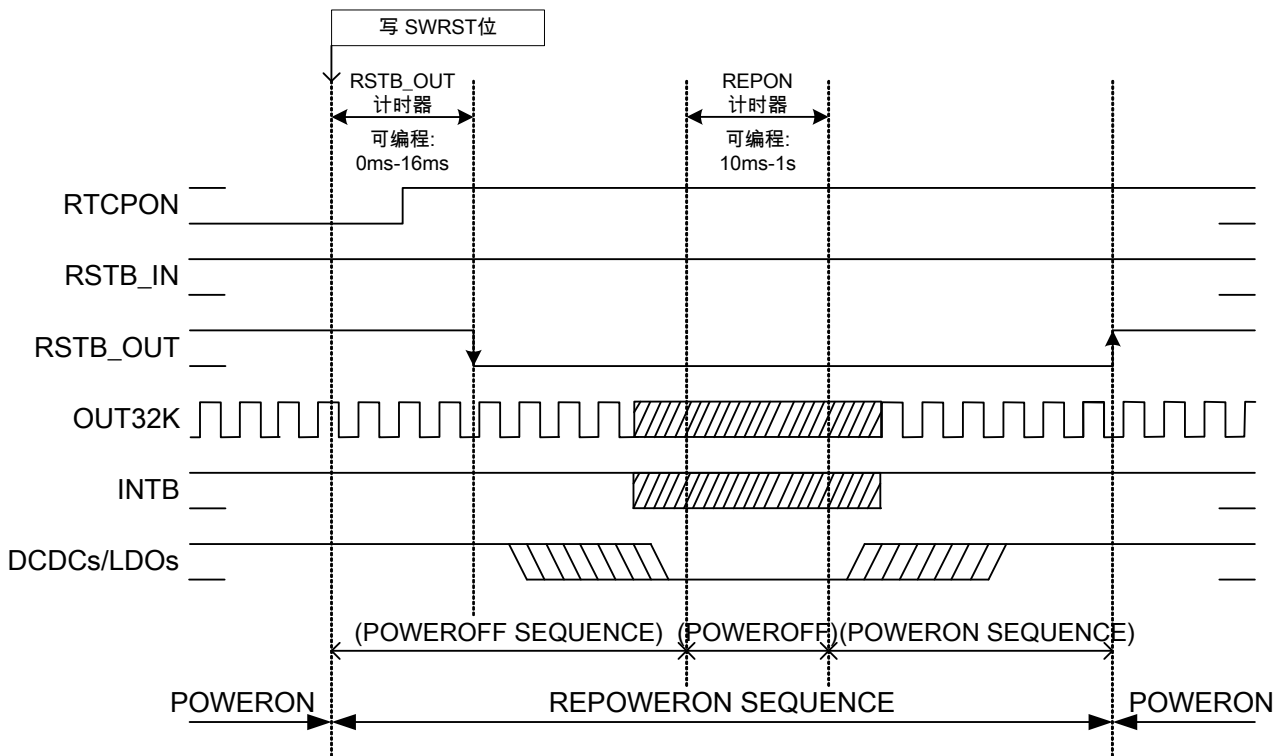 写 SWRST位
RSTB_OUT
计时器
可编程:
0ms-16ms
REPON
计时器
可编程:
10ms-1s
RTCPON
RSTB_IN
RSTB_OUT
OUT32K
INTB
DCDCs/LDOs
(POWEROFF SEQUENCE) (POWEROFF) (POWERON SEQUENCE)
POWERON REPOWERON SEQUENCE POWERON